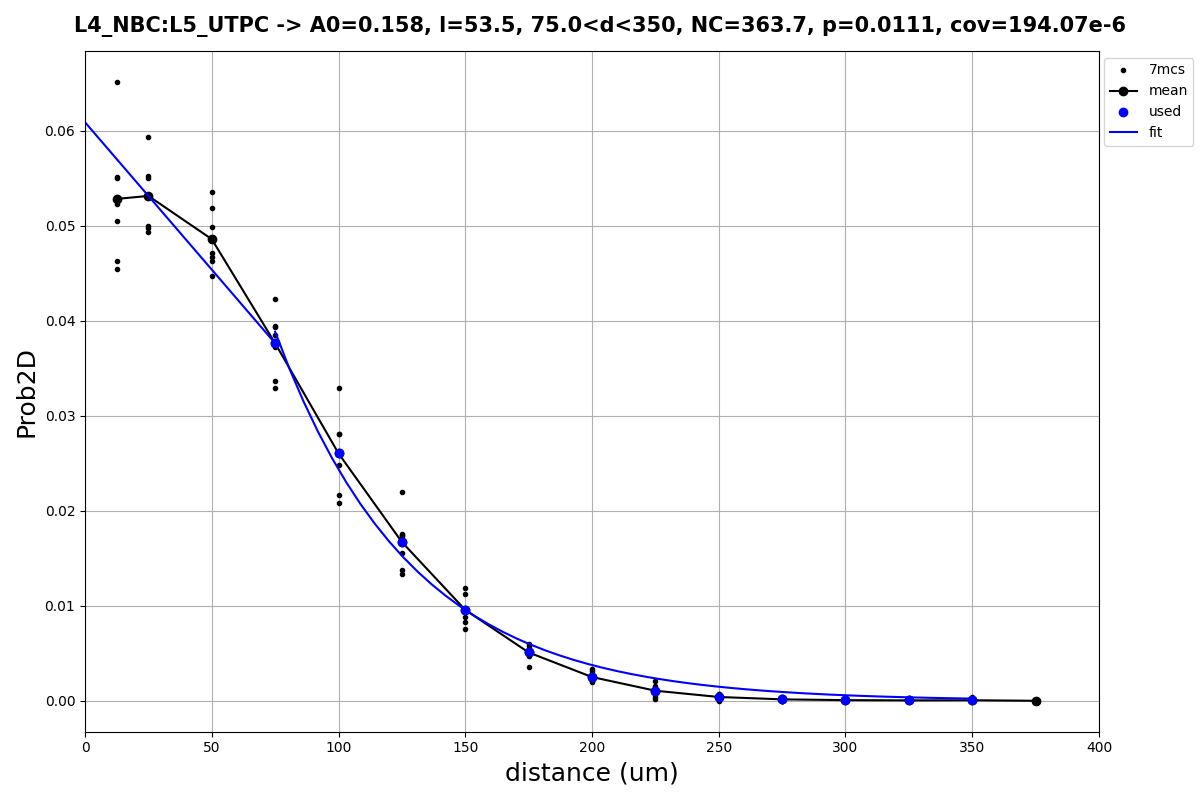 L4_NBC:L5_UTPC -> A0=0.158, l=53.5, 75.0<d<350, NC=363.7, p=0.0111, cov=194.07e-6
7mcs
mean
used
fit
0.06
0.05
0.04
0.03
0.02
0.01
0.00
Prob2D
0 50 100 150 200 250 300 350 400
distance (um)